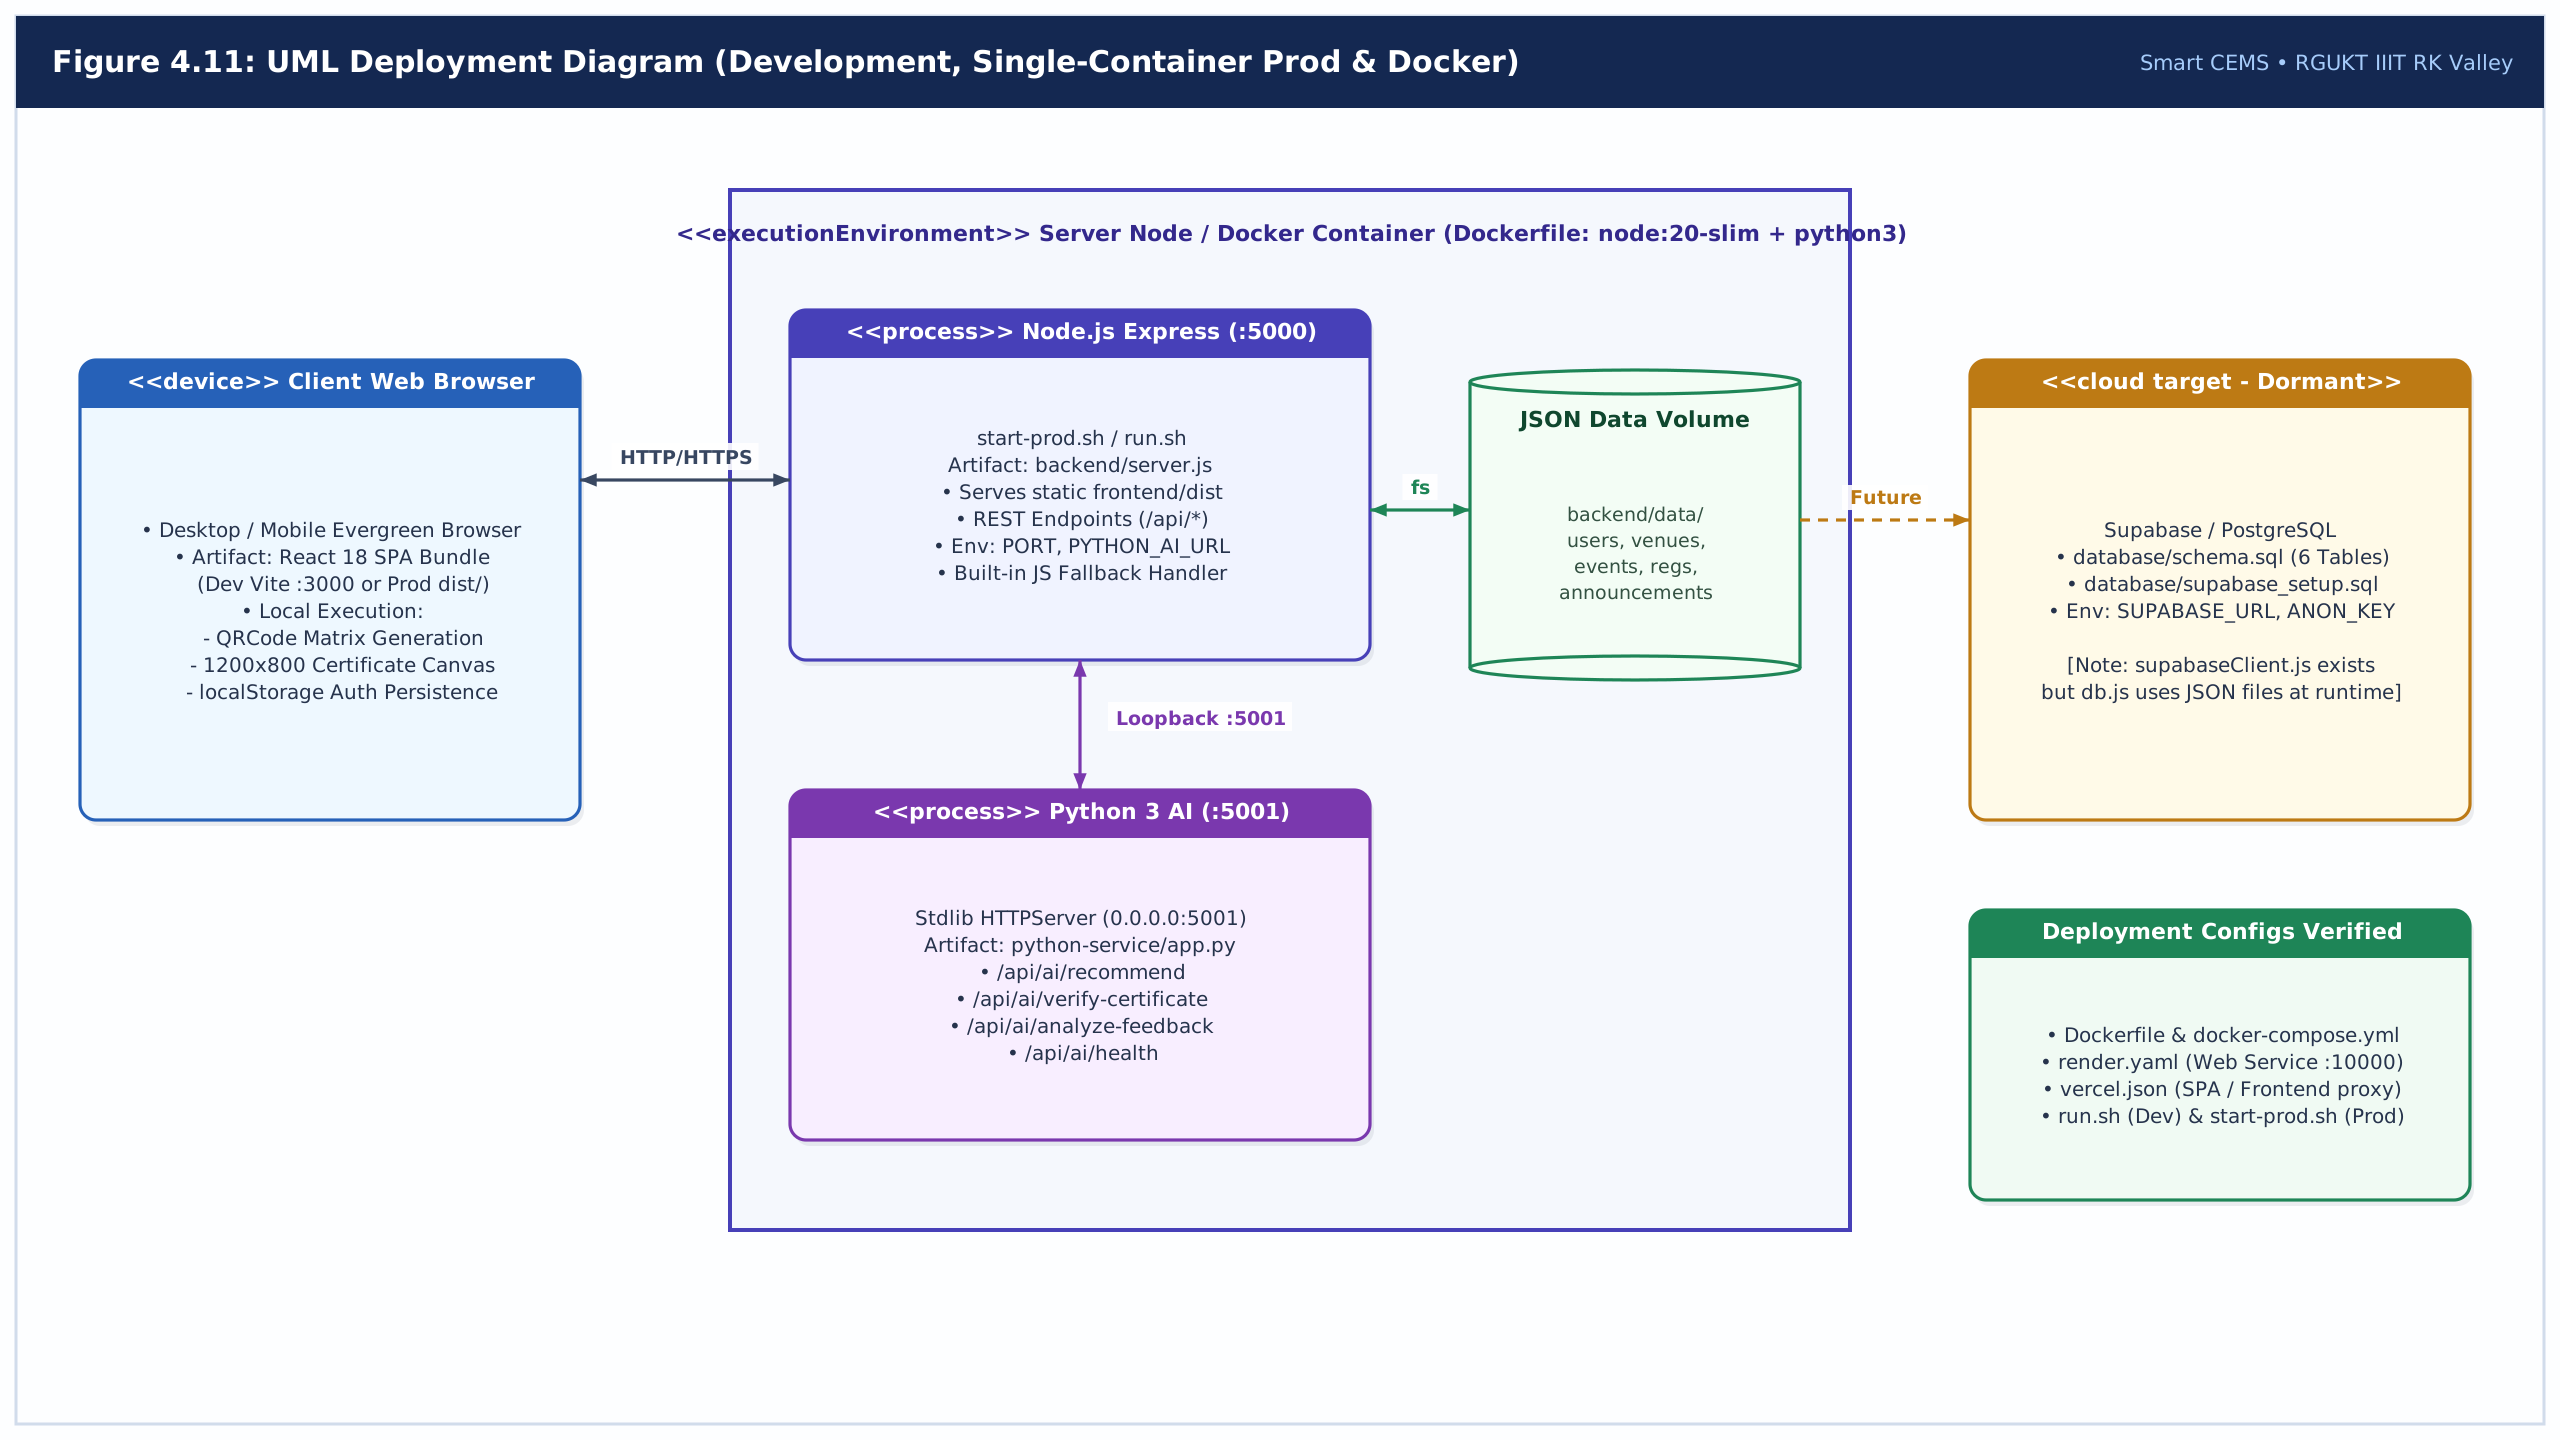 Figure 4.11: UML Deployment Diagram (Development, Single-Container Prod & Docker)
Smart CEMS • RGUKT IIIT RK Valley
<<executionEnvironment>> Server Node / Docker Container (Dockerfile: node:20-slim + python3)
<<device>> Client Web Browser
• Desktop / Mobile Evergreen Browser
• Artifact: React 18 SPA Bundle
(Dev Vite :3000 or Prod dist/)
• Local Execution:
- QRCode Matrix Generation
- 1200x800 Certificate Canvas
- localStorage Auth Persistence
HTTP/HTTPS
<<process>> Node.js Express (:5000)
start-prod.sh / run.sh
Artifact: backend/server.js
• Serves static frontend/dist
• REST Endpoints (/api/*)
• Env: PORT, PYTHON_AI_URL
• Built-in JS Fallback Handler
fs
JSON Data Volume
backend/data/
users, venues,
events, regs,
announcements
Future
<<cloud target - Dormant>>
Supabase / PostgreSQL
• database/schema.sql (6 Tables)
• database/supabase_setup.sql
• Env: SUPABASE_URL, ANON_KEY
[Note: supabaseClient.js exists
but db.js uses JSON files at runtime]
Loopback :5001
<<process>> Python 3 AI (:5001)
Stdlib HTTPServer (0.0.0.0:5001)
Artifact: python-service/app.py
• /api/ai/recommend
• /api/ai/verify-certificate
• /api/ai/analyze-feedback
• /api/ai/health
Deployment Configs Verified
• Dockerfile & docker-compose.yml
• render.yaml (Web Service :10000)
• vercel.json (SPA / Frontend proxy)
• run.sh (Dev) & start-prod.sh (Prod)